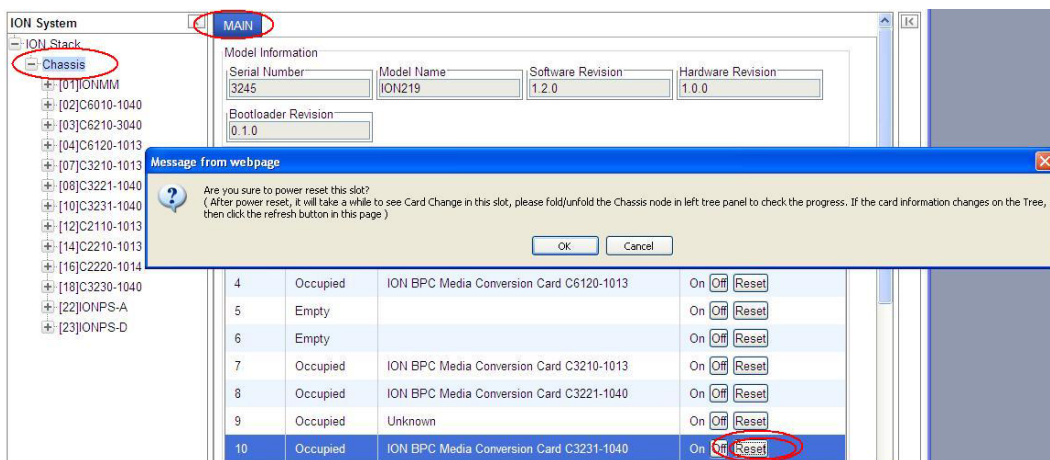 ION System
ION Stack
Chassis
[01]IONMM
[02]C6010-1040
[03]C6210-3040
[04]C6120-1013
[07]C3210-1013
[08]C3221-1040
[10]C3231-1040
[12]C2110-1013
[14]C2210-1013
[16]C2220-1014
[18]C3230-1040
[22]IONPS-A
[23]IONPS-D
MAIN
Model Information
Serial Number Model Name Software Revision Hardware Revision
3245 ION219 1.2.0 1.0.0
Bootloader Revision
0.1.0
Message from webpage
Are you sure to power reset this slot?
( After power reset, it will take a while to see Card Change in this slot, please fold/unfold the Chassis node in left tree panel to check the progress. If the card information changes on the Tree,
then click the refresh button in this page )
OK Cancel
4 Occupied ION BPC Media Conversion Card C6120-1013 On Off Reset
5 Empty On Off Reset
6 Empty On Off Reset
7 Occupied ION BPC Media Conversion Card C3210-1013 On Off Reset
8 Occupied ION BPC Media Conversion Card C3221-1040 On Off Reset
9 Occupied Unknown On Off Reset
10 Occupied ION BPC Media Conversion Card C3231-1040 On Off Reset